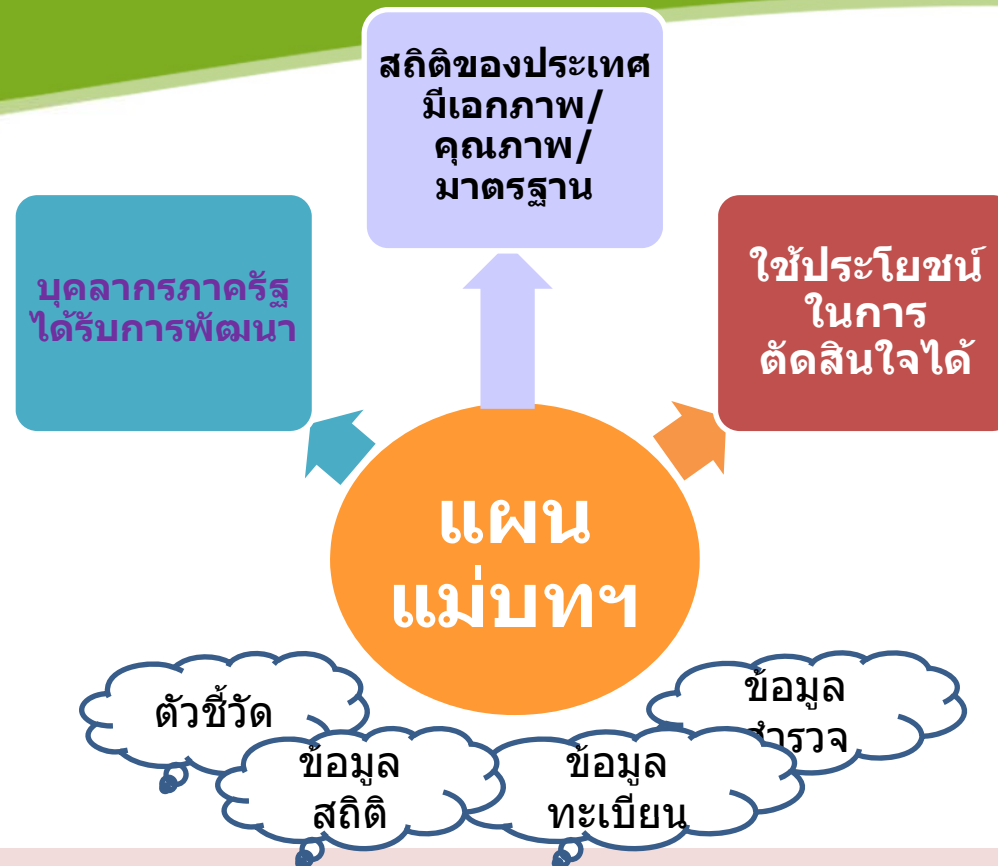 สถิติของประเทศ
มีเอกภาพ/
คุณภาพ/
มาตรฐาน
บุคลากรภาครัฐ
ได้รับการพัฒนา
ใช้ประโยชน์
ในการ
ตัดสินใจได้
แผน
แม่บทฯ
ตัวชี้วัด
ข้อมูล
สถิติ
ข้อมูล
ทะเบียน
ข้อมูล
สำรวจ